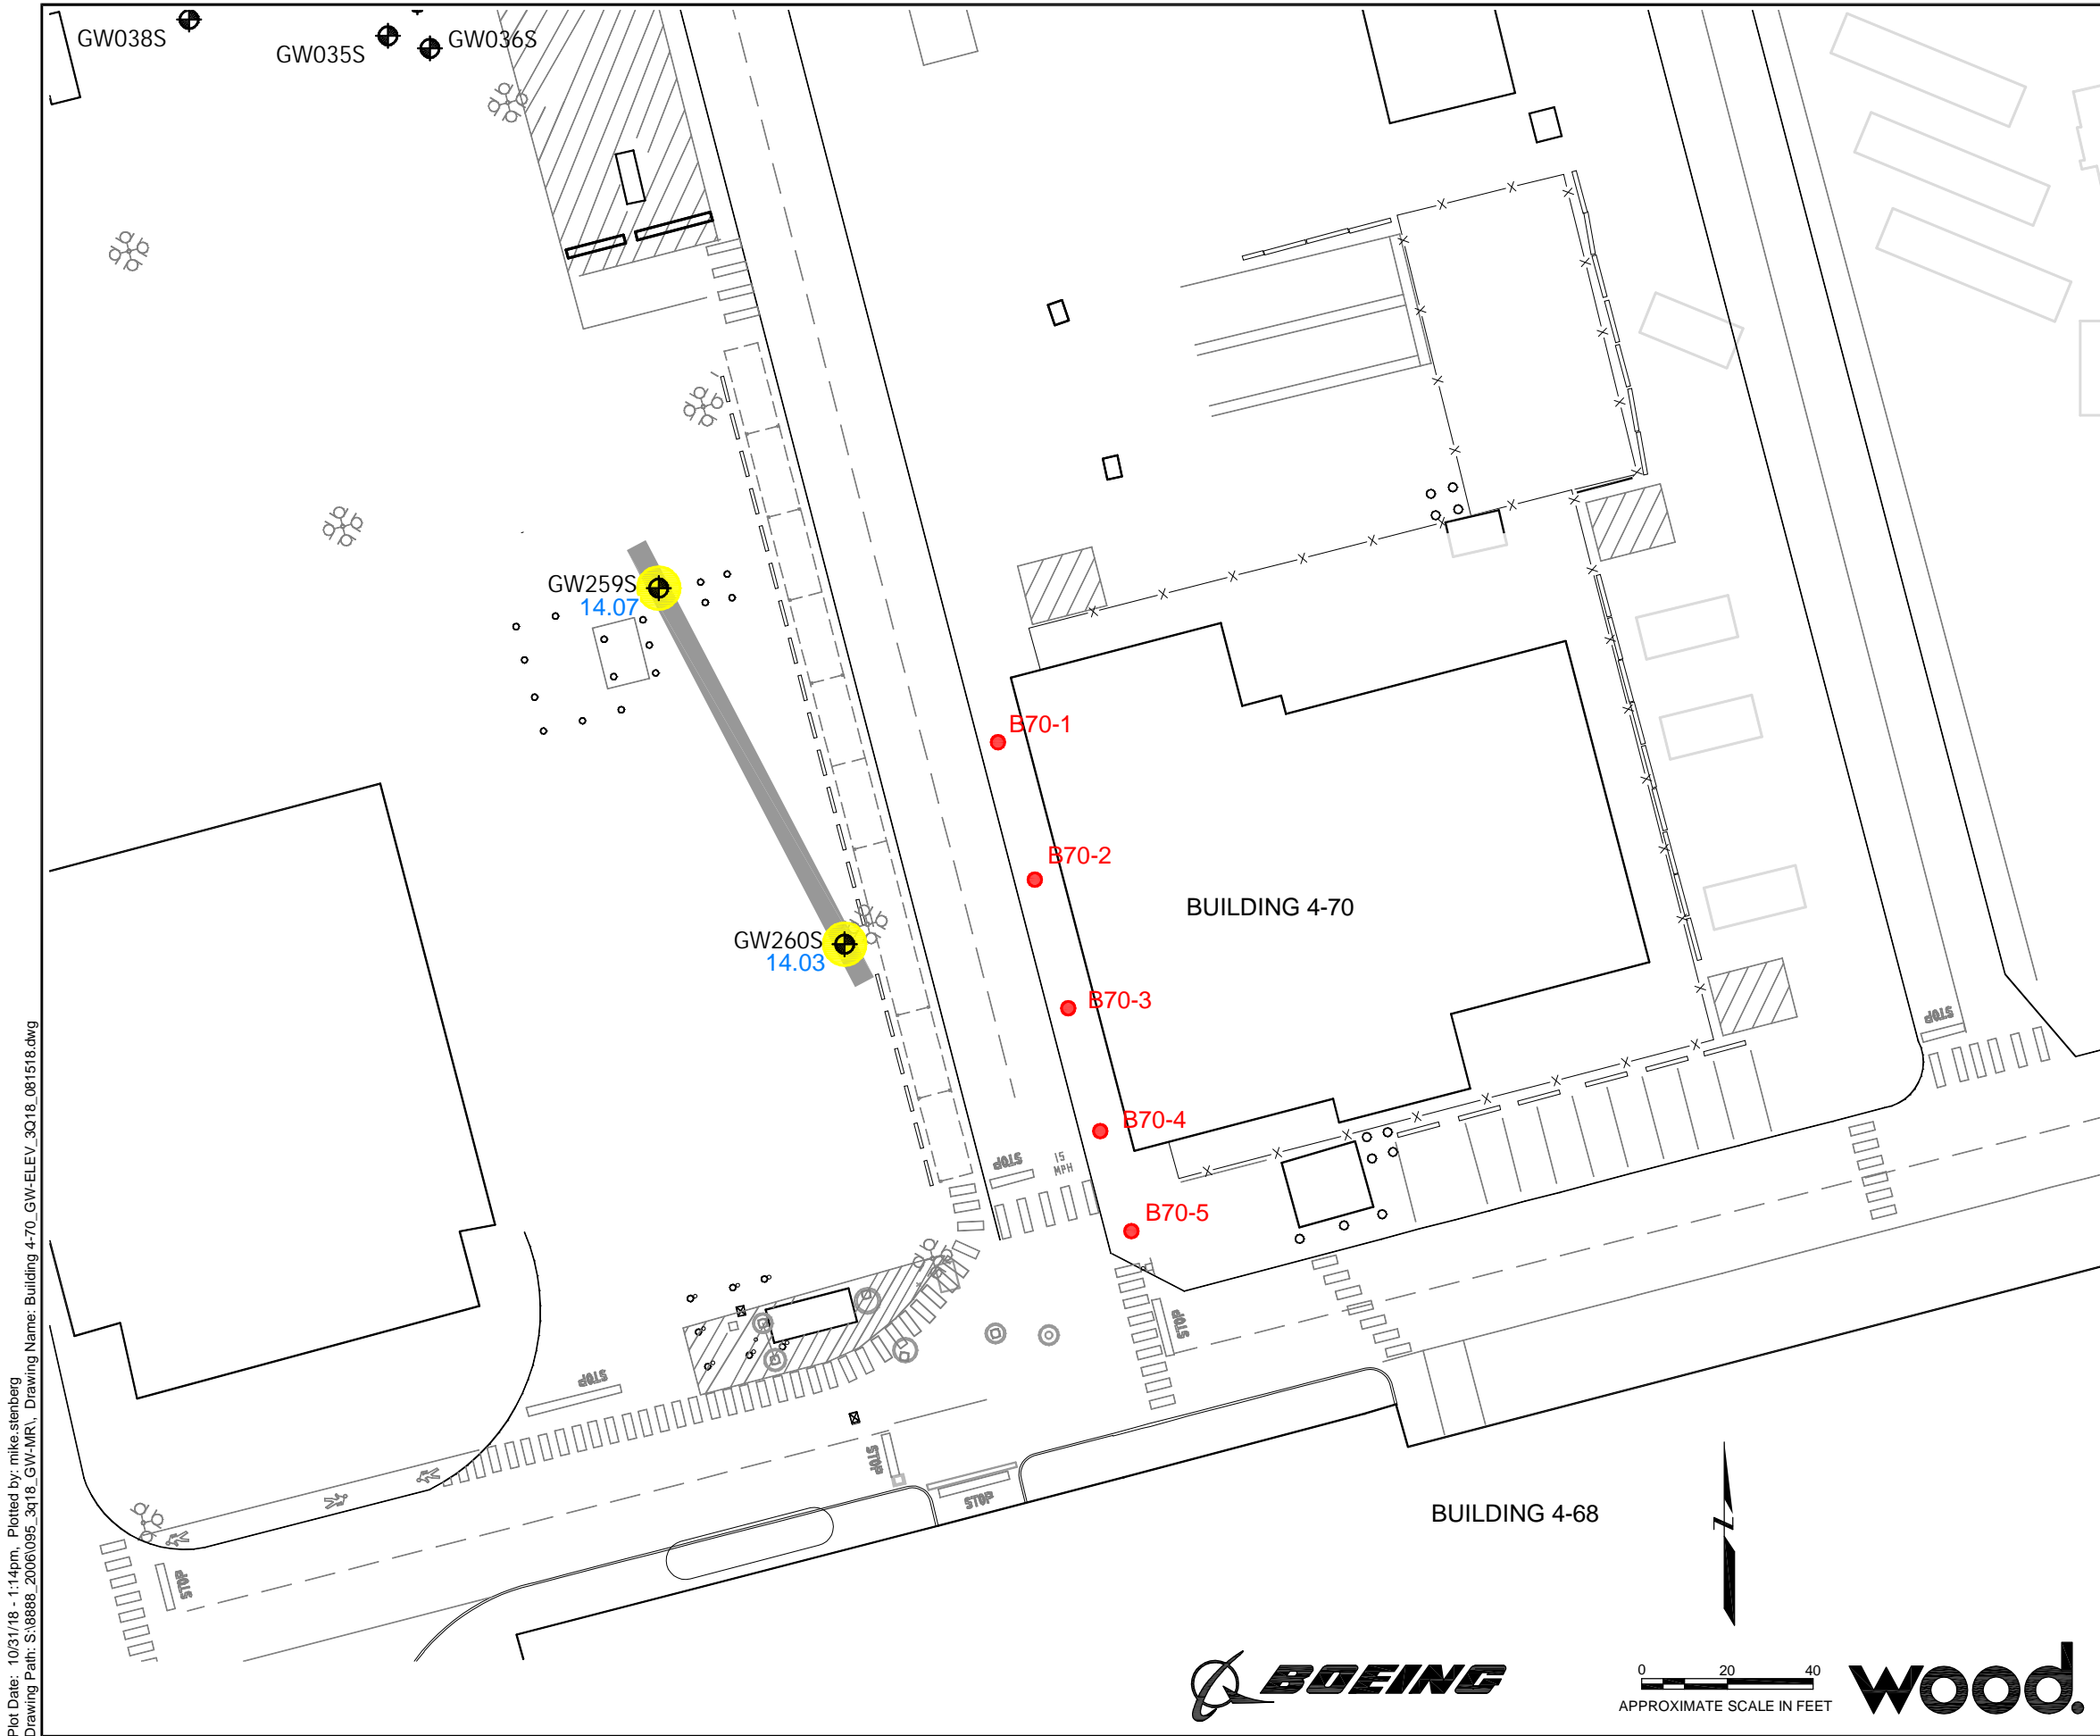 GW038S
GW035S
GW036S
GW259S
14.07
B70-1
B70-2
BUILDING 4-70
GW260S
14.03
B70-3
STOP
B70-4
STOP
15
MPH
B70-5
STOP
STOP
STOP
STOP
STOP
BUILDING 4-68
N
BOEING
0 20 40
APPROXIMATE SCALE IN FEET
wood.
Plot Date: 10/31/18 - 1:14pm, Plotted by: mike.stenberg
Drawing Path: S:\8888_2006\095_3q18_GW-MR\, Drawing Name: Building 4-70_GW-ELEV_3Q18_081518.dwg